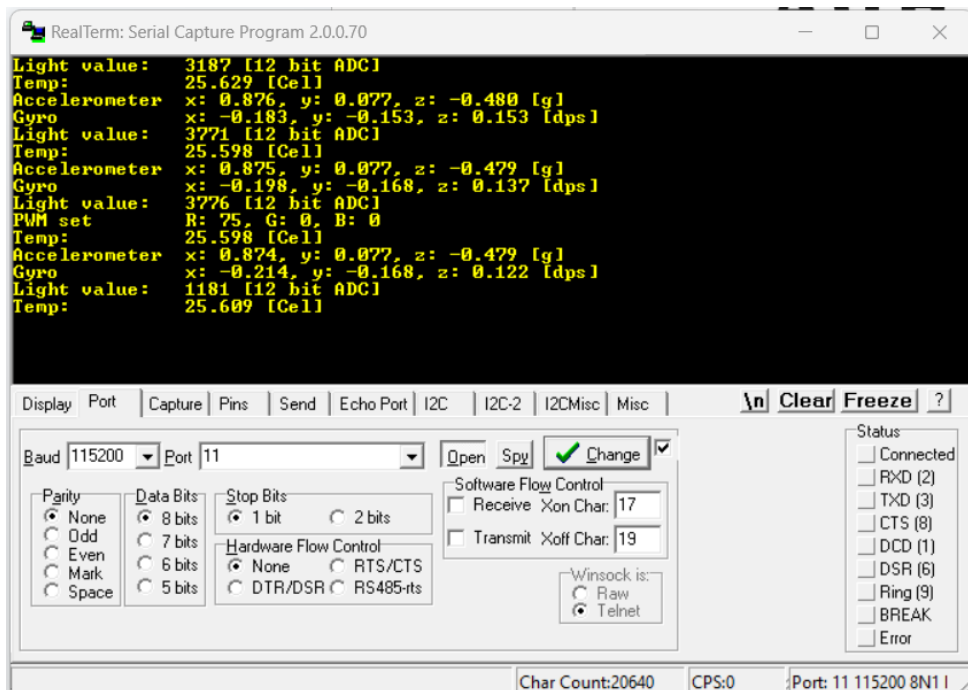 RealTerm: Serial Capture Program 2.0.0.70
Light value: 3187 [12 bit ADC]
Temp: 25.629 [Cel]
Accelerometer x: 0.876, y: 0.077, z: -0.480 [g]
Gyro x: -0.183, y: -0.153, z: 0.153 [dps]
Light value: 3771 [12 bit ADC]
Temp: 25.598 [Cel]
Accelerometer x: 0.875, y: 0.077, z: -0.479 [g]
Gyro x: -0.198, y: -0.168, z: 0.137 [dps]
Light value: 3776 [12 bit ADC]
PWM set R: 75, G: 0, B: 0
Temp: 25.598 [Cel]
Accelerometer x: 0.874, y: 0.077, z: -0.479 [g]
Gyro x: -0.214, y: -0.168, z: 0.122 [dps]
Light value: 1181 [12 bit ADC]
Temp: 25.609 [Cel]
Display Port Capture Pins Send Echo Port I2C I2C-2 I2CMisc Misc \n Clear Freeze ?
Baud 115200 Port 11 Open Spy Change
Parity
None
Odd
Even
Mark
Space
Data Bits
8 bits
7 bits
6 bits
5 bits
Stop Bits
1 bit 2 bits
Hardware Flow Control
None RTS/CTS
DTR/DSR RS485-rts
Software Flow Control
Receive Xon Char: 17
Transmit Xoff Char: 19
Winsock is:
Raw
Telnet
Status
Connected
RXD (2)
TXD (3)
CTS (8)
DCD (1)
DSR (6)
Ring (9)
BREAK
Error
Char Count:20640 CPS:0 Port: 11 115200 8N1